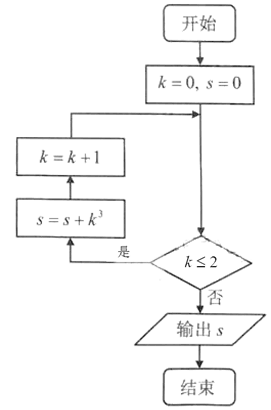 开始
k=0, s=0
k=k+1
s=s+k³
是
k≤2
否
输出 s
结束